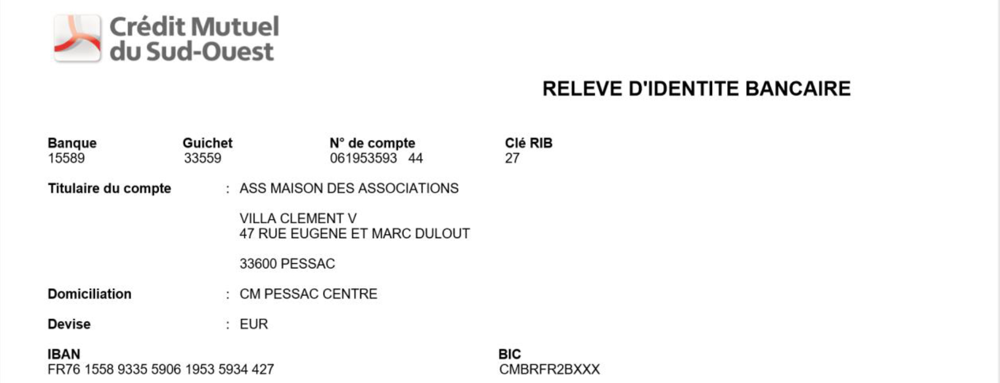 Crédit Mutuel
du Sud-Ouest
RELEVE D'IDENTITE BANCAIRE
Banque Guichet N° de compte Clé RIB
15589 33559 061953593 44 27
Titulaire du compte : ASS MAISON DES ASSOCIATIONS
VILLA CLEMENT V
47 RUE EUGENE ET MARC DULOUT
33600 PESSAC
Domiciliation : CM PESSAC CENTRE
Devise : EUR
IBAN BIC
FR76 1558 9335 5906 1953 5934 427 CMBRFR2BXXX